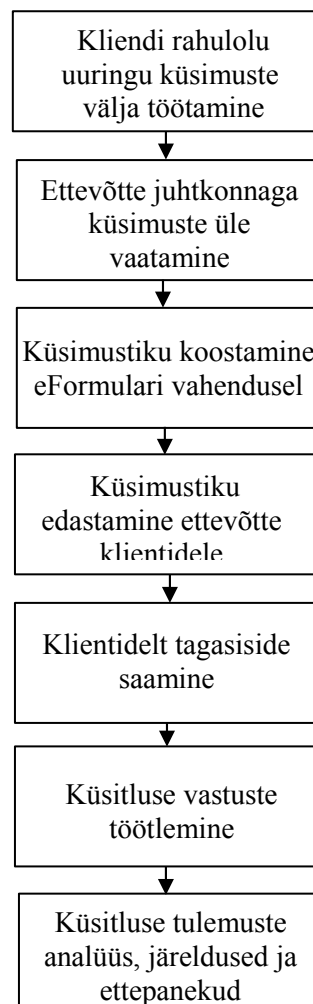 Kliendi rahulolu
uuringu küsimuste
välja töötamine
Ettevõtte juhtkonnaga
küsimuste üle
vaatamine
Küsimustiku koostamine
eFormulari vahendusel
Küsimustiku
edastamine ettevõtte
klientidele
Klientidelt tagasiside
saamine
Küsitluse vastuste
töötlemine
Küsitluse tulemuste
analüüs, järeldused ja
ettepanekud